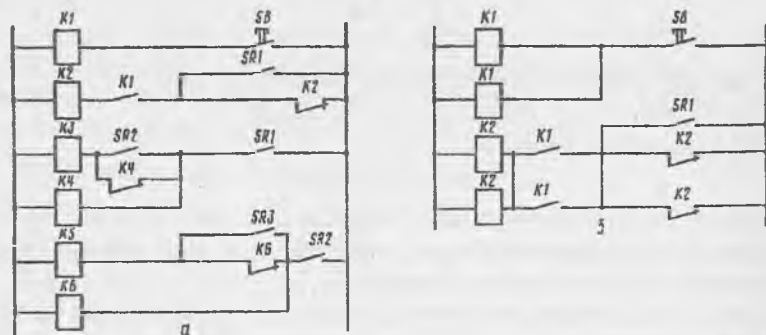 K1 SB
SR1
K2 K1 K2
K3 SR2 SR1
K4
K4
SR3
K5 K6 SR2
K6
а
K1 SB
K1
SR1
K2 K1 K2
K2 K1 K2